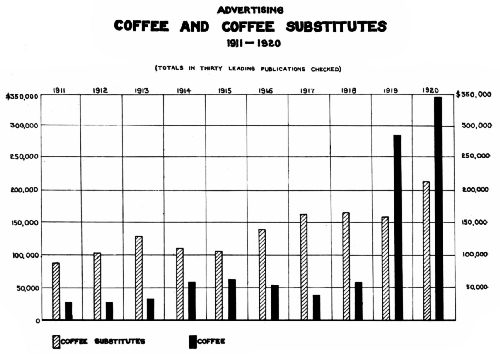 ADVERTISING
COFFEE AND COFFEE SUBSTITUTES
1911—1920
(TOTALS IN THIRTY LEADING PUBLICATIONS CHECKED)
1911 1912 1913 1914 1915 1916 1917 1918 1919 1920
$350,000 $350,000
300,000 300,000
250,000 250,000
200,000 200,000
150,000 150,000
100,000 100,000
50,000 50,000
0
COFFEE SUBSTITUTES COFFEE